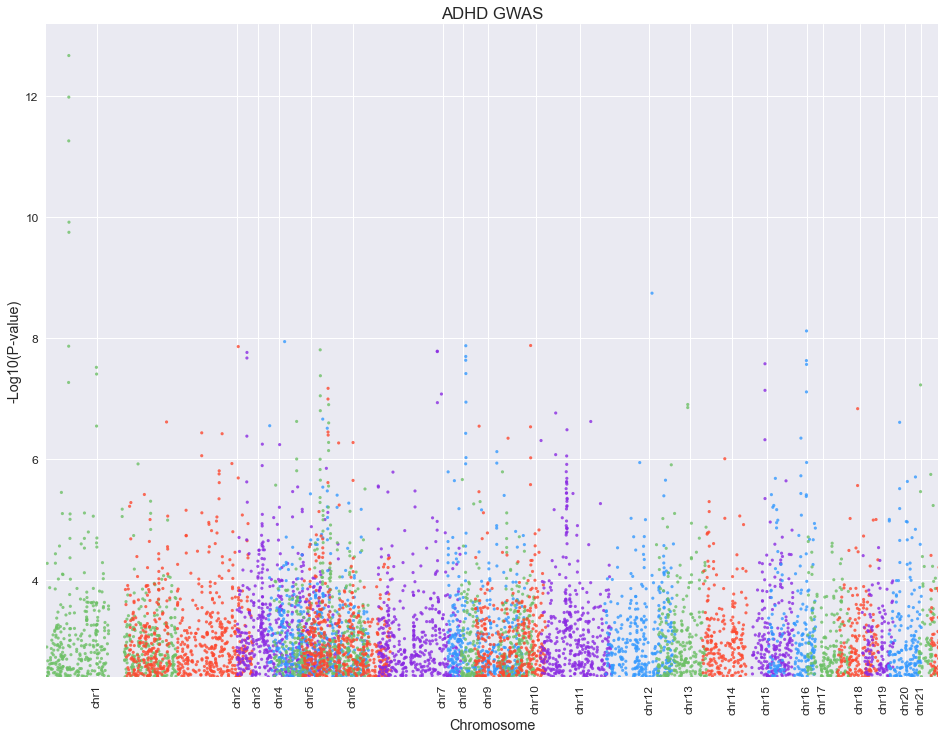 ADHD GWAS
-Log10(P-value)
12
10
8
6
4
chr1
chr2
chr3
chr4
chr5
chr6
chr7
chr8
chr9
chr10
chr11
chr12
chr13
chr14
chr15
chr16
chr17
chr18
chr19
chr20
chr21
Chromosome